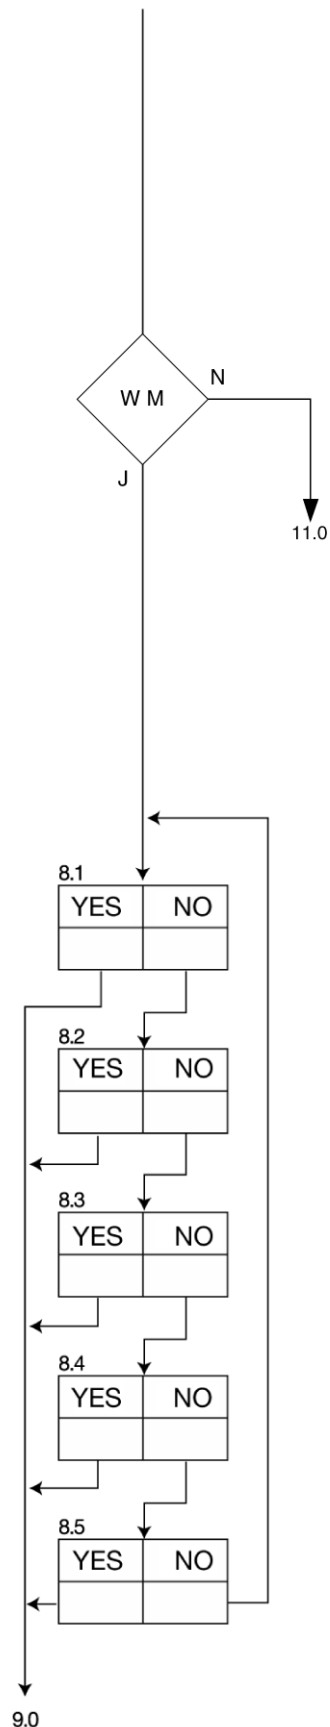 W M
N
J
11.0
8.1
YES NO
8.2
YES NO
8.3
YES NO
8.4
YES NO
8.5
YES NO
9.0